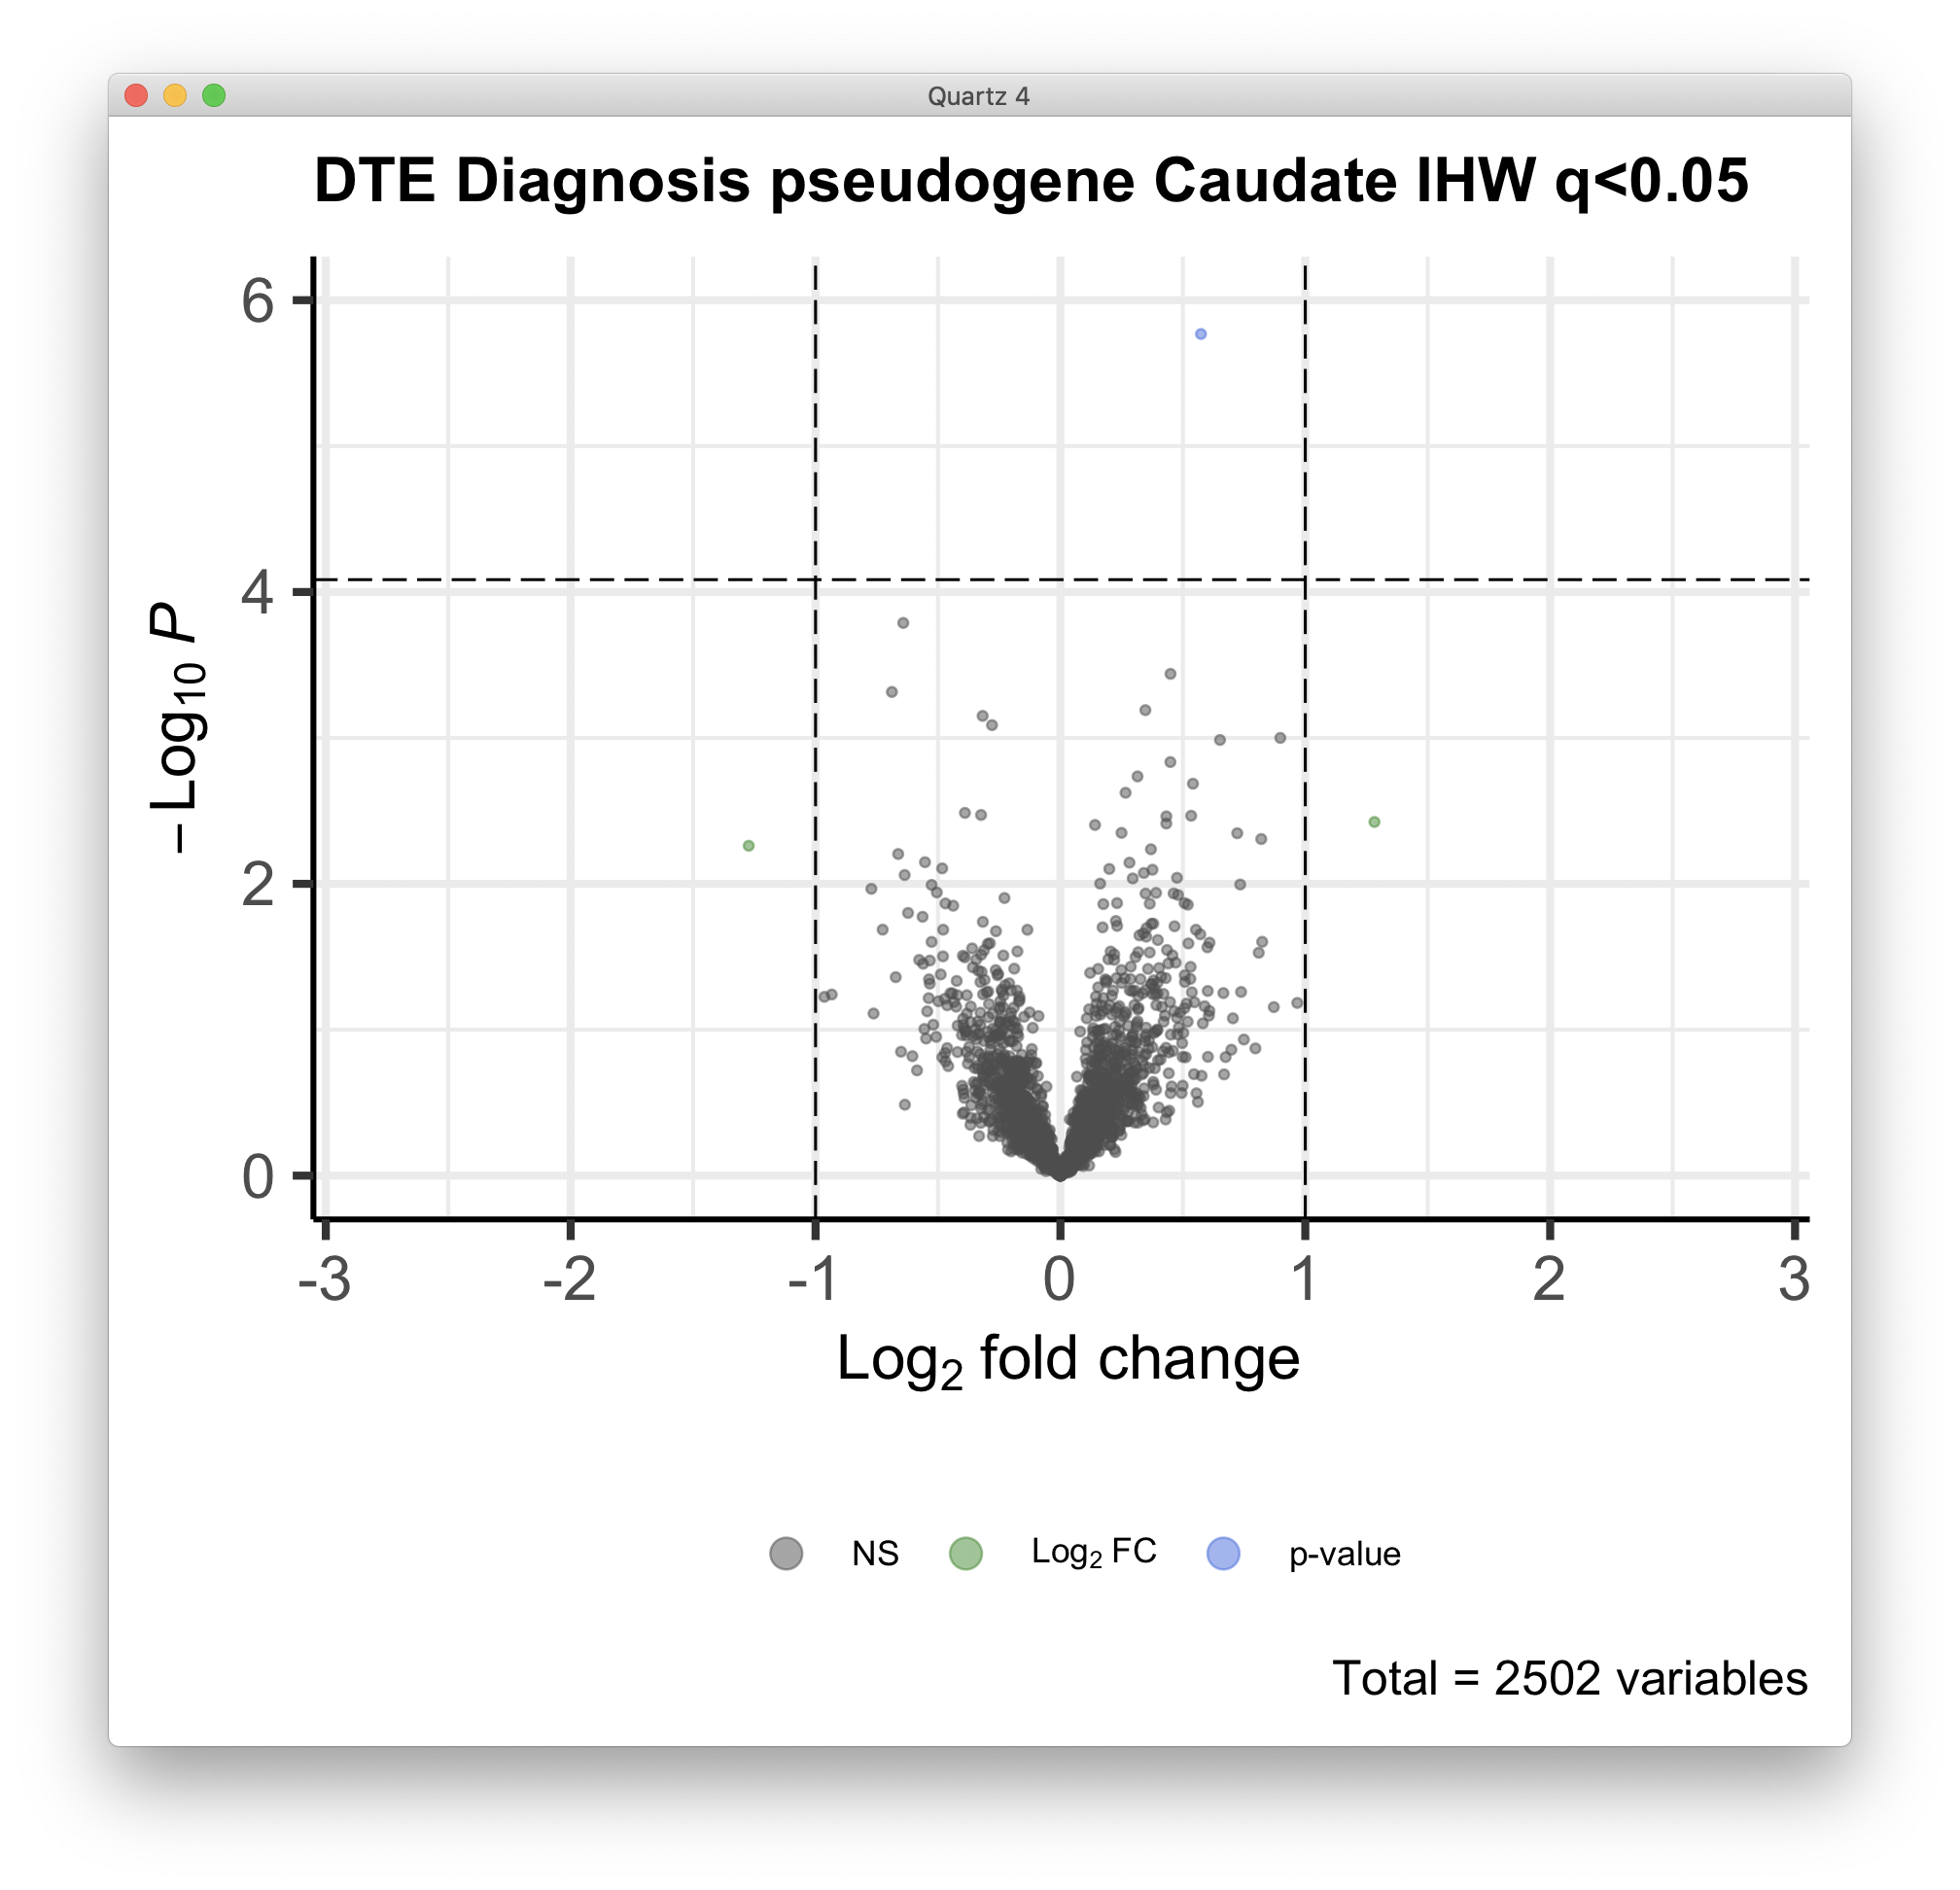 Quartz 4
DTE Diagnosis pseudogene Caudate IHW q<0.05
6
4
2
0
−Log₁₀ P
-3 -2 -1 0 1 2 3
Log₂ fold change
NS Log₂ FC p-value
Total = 2502 variables